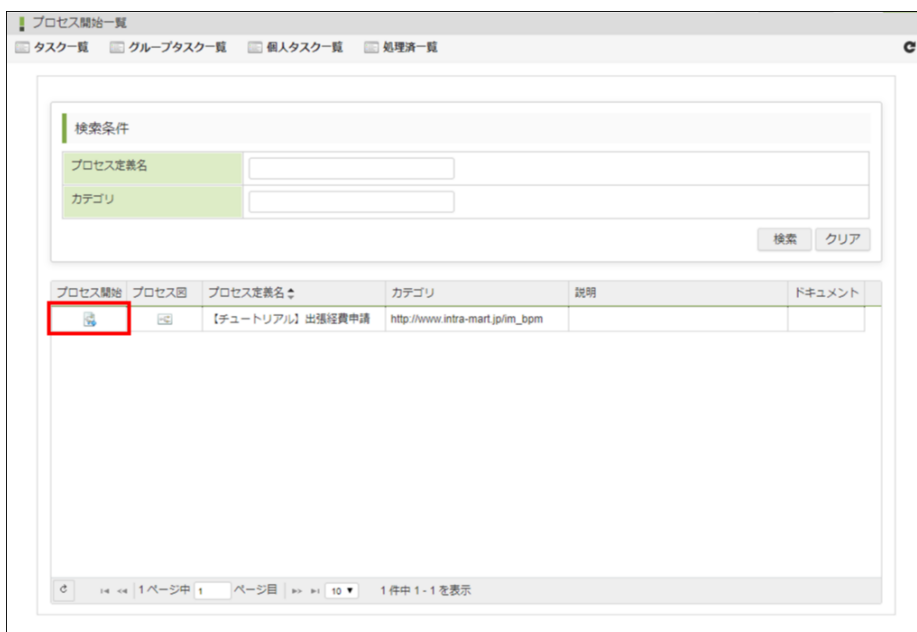 プロセス開始一覧
タスク一覧 グループタスク一覧 個人タスク一覧 処理済一覧
検索条件
プロセス定義名
カテゴリ
検索 クリア
プロセス開始 プロセス図 プロセス定義名 カテゴリ 説明 ドキュメント
【チュートリアル】出張経費申請 http://www.intra-mart.jp/im_bpm
1 ページ中 1 ページ目 10 1 件中 1 - 1 を表示